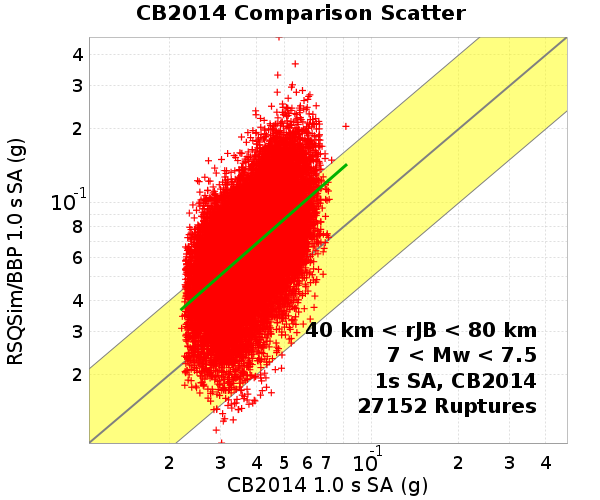 CB2014 Comparison Scatter
RSQSim/BBP 1.0 s SA (g)
4
3
2
10⁻¹
8
6
4
3
2
40 km < rJB < 80 km
7 < Mw < 7.5
1s SA, CB2014
27152 Ruptures
2 3 4 5 6 7 10⁻¹ 2 3 4
CB2014 1.0 s SA (g)